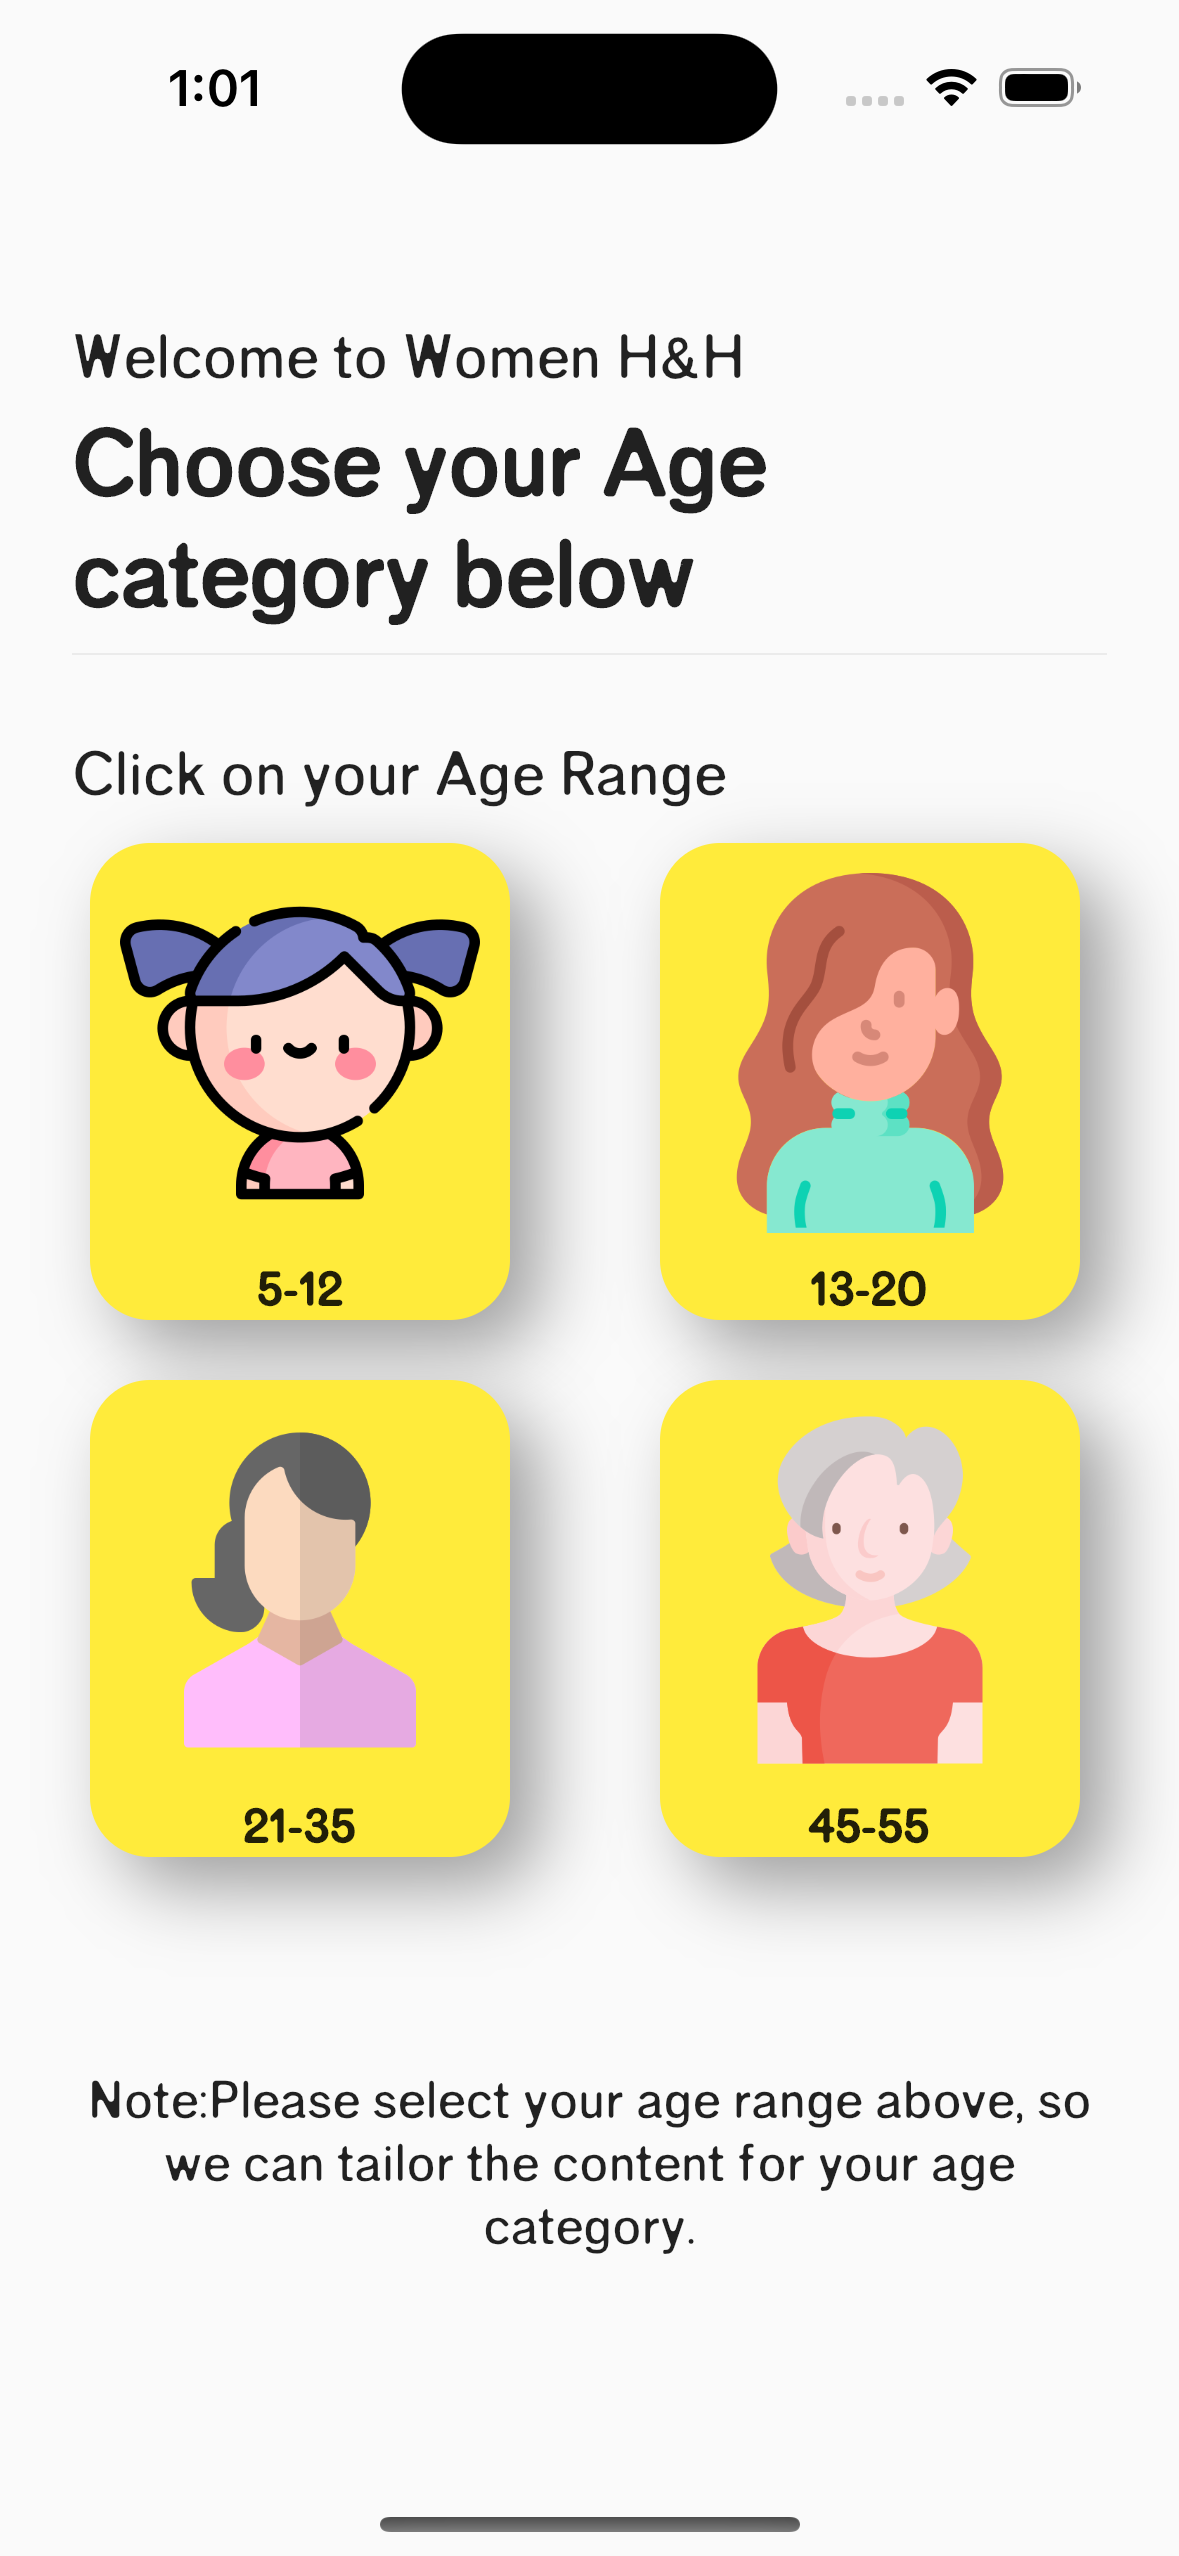 1:01
Welcome to Women H&H
Choose your Age
category below
Click on your Age Range
5-12
13-20
21-35
45-55
Note:Please select your age range above, so
we can tailor the content for your age
category.